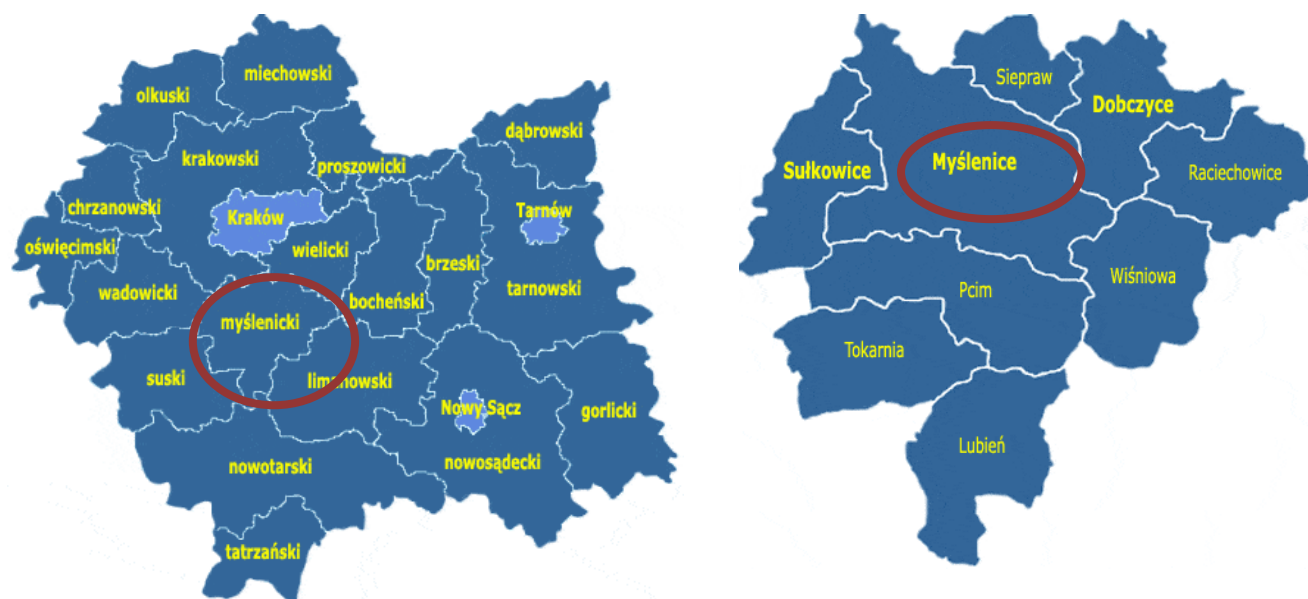 miechowski
olkuski
dąbrowski
krakowski
proszowicki
chrzanowski
Kraków
Tarnów
oświęcimski
wielicki
brzeski
wadowicki
bocheński
tarnowski
myślenicki
suski
limanowski
Nowy Sącz
gorlicki
nowotarski
nowosądecki
tatrzański
Siepraw
Dobczyce
Myślenice
Sułkowice
Raciechowice
Wiśniowa
Pcim
Tokarnia
Lubień